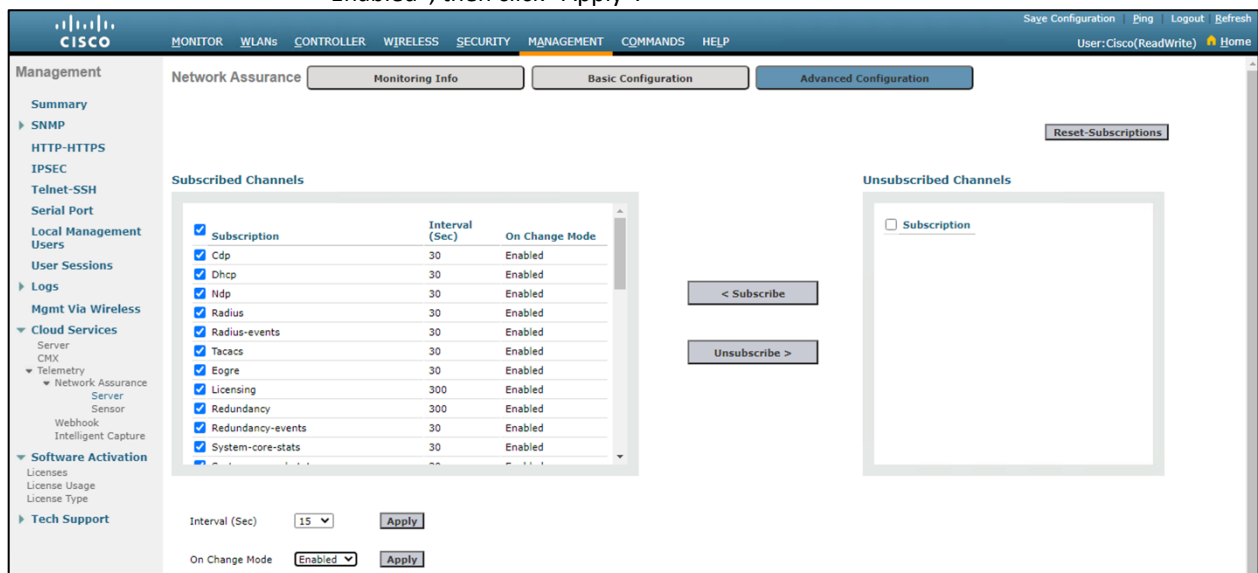 Enabled", then click "Apply".
Save Configuration | Ping | Logout | Refresh
CISCO
MONITOR WLANs CONTROLLER WIRELESS SECURITY MANAGEMENT COMMANDS HELP
User:Cisco(ReadWrite) Home
Management
Summary
SNMP
HTTP-HTTPS
IPSEC
Telnet-SSH
Serial Port
Local Management
Users
User Sessions
Logs
Mgmt Via Wireless
Cloud Services
Server
CMX
Telemetry
Network Assurance
Server
Sensor
Webhook
Intelligent Capture
Software Activation
Licenses
License Usage
License Type
Tech Support
Network Assurance Monitoring Info Basic Configuration Advanced Configuration
Reset-Subscriptions
Subscribed Channels
Subscription Interval (Sec) On Change Mode
Cdp 30 Enabled
Dhcp 30 Enabled
Ndp 30 Enabled
Radius 30 Enabled
Radius-events 30 Enabled
Tacacs 30 Enabled
Eogre 30 Enabled
Licensing 300 Enabled
Redundancy 300 Enabled
Redundancy-events 30 Enabled
System-core-stats 30 Enabled
< Subscribe
Unsubscribe >
Unsubscribed Channels
Subscription
Interval (Sec) 15 Apply
On Change Mode Enabled Apply